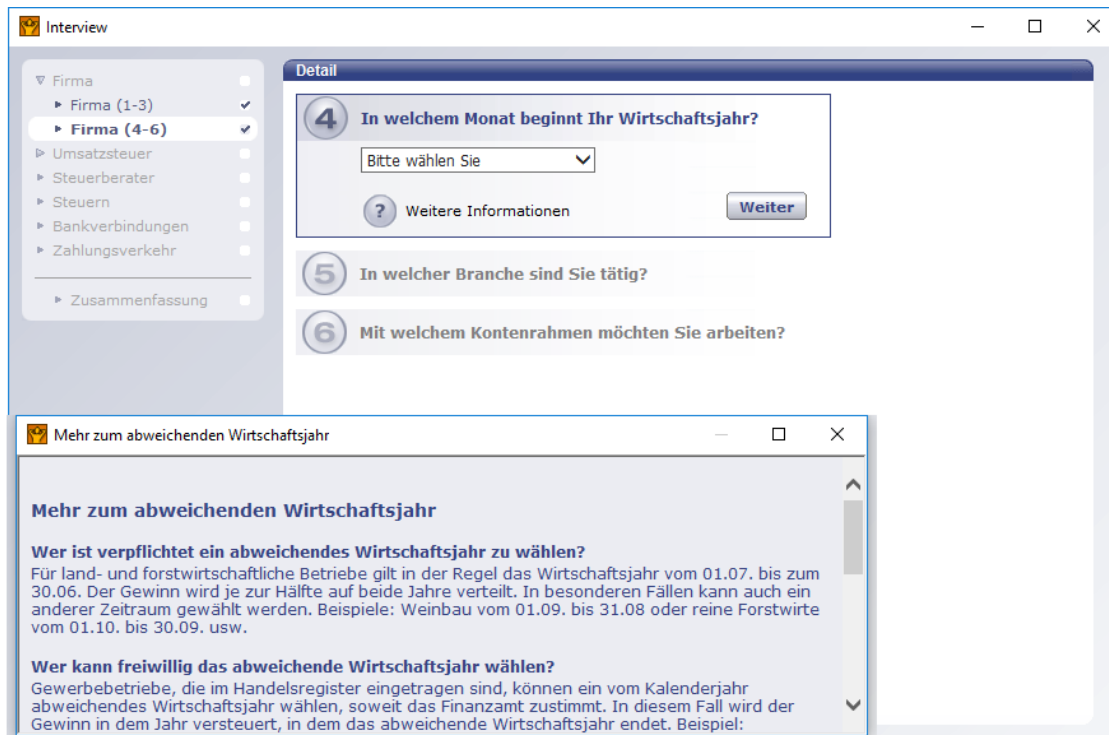 Interview
Firma
Firma (1-3)
Firma (4-6)
Umsatzsteuer
Steuerberater
Steuern
Bankverbindungen
Zahlungsverkehr
Zusammenfassung
Detail
4 In welchem Monat beginnt Ihr Wirtschaftsjahr?
Bitte wählen Sie
? Weitere Informationen
Weiter
5 In welcher Branche sind Sie tätig?
6 Mit welchem Kontenrahmen möchten Sie arbeiten?
Mehr zum abweichenden Wirtschaftsjahr
Mehr zum abweichenden Wirtschaftsjahr
Wer ist verpflichtet ein abweichendes Wirtschaftsjahr zu wählen?
Für land- und forstwirtschaftliche Betriebe gilt in der Regel das Wirtschaftsjahr vom 01.07. bis zum
30.06. Der Gewinn wird je zur Hälfte auf beide Jahre verteilt. In besonderen Fällen kann auch ein
anderer Zeitraum gewählt werden. Beispiele: Weinbau vom 01.09. bis 31.08 oder reine Forstwirte
vom 01.10. bis 30.09. usw.
Wer kann freiwillig das abweichende Wirtschaftsjahr wählen?
Gewerbebetriebe, die im Handelsregister eingetragen sind, können ein vom Kalenderjahr
abweichendes Wirtschaftsjahr wählen, soweit das Finanzamt zustimmt. In diesem Fall wird der
Gewinn in dem Jahr versteuert, in dem das abweichende Wirtschaftsjahr endet. Beispiel: